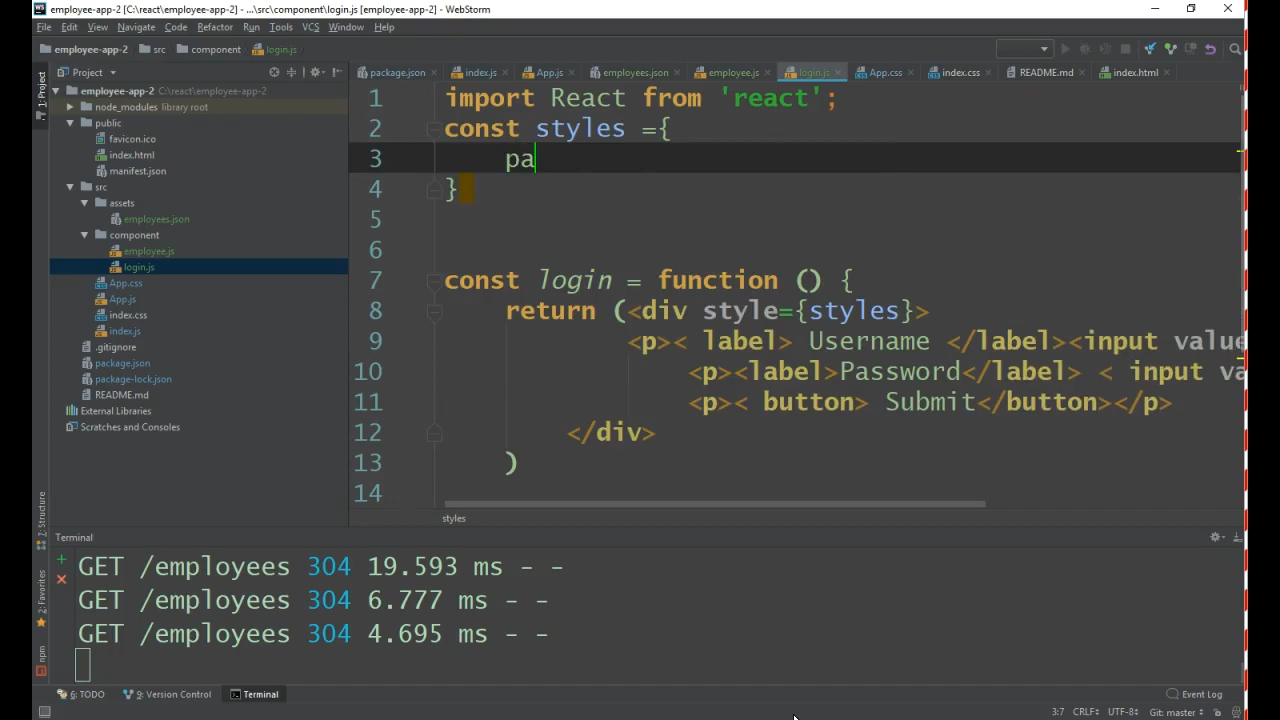 employee-app-2 [C:\react\employee-app-2] - ...\src\component\login.js [employee-app-2] - WebStorm
File Edit View Navigate Code Refactor Run Tools VCS Window Help
employee-app-2 src component login.js
1: Project
Project
package.json index.js App.js employees.json employee.js login.js App.css index.css README.md index.html
employee-app-2 C:\react\employee-app-2
node_modules library root
public
favicon.ico
index.html
manifest.json
src
assets
employees.json
component
employee.js
login.js
App.css
App.js
index.css
index.js
.gitignore
package.json
package-lock.json
README.md
External Libraries
Scratches and Consoles
1 import React from 'react';
2 const styles ={
3 pa
4 }
5
6
7 const login = function () {
8 return (<div style={styles}>
9 <p>< label> Username </label><input value
10 <p><label>Password</label> < input va
11 <p>< button> Submit</button></p>
12 </div>
13 )
14
styles
7: Structure
2: Favorites
npm
Terminal
GET /employees 304 19.593 ms - -
GET /employees 304 6.777 ms - -
GET /employees 304 4.695 ms - -
6: TODO 9: Version Control Terminal Event Log
3:7 CRLF UTF-8 Git: master